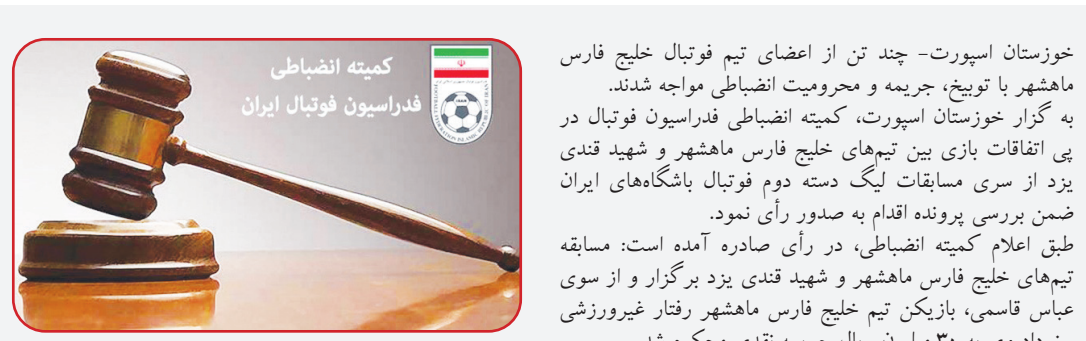 خوزستان اسپورت- چند تن از اعضای تیم فوتبال خلیج فارس
ماهشهر با توبیخ، جریمه و محرومیت انضباطی مواجه شدند.
به گزار خوزستان اسپورت، کمیته انضباطی فدراسیون فوتبال در
پی اتفاقات بازی بین تیم‌های خلیج فارس ماهشهر و شهید قندی
یزد از سری مسابقات لیگ دسته دوم فوتبال باشگاه‌های ایران
ضمن بررسی پرونده اقدام به صدور رأی نمود.
طبق اعلام کمیته انضباطی، در رأی صادره آمده است: مسابقه
تیم‌های خلیج فارس ماهشهر و شهید قندی یزد برگزار و از سوی
عباس قاسمی، بازیکن تیم خلیج فارس ماهشهر رفتار غیرورزشی
کمیته انضباطی
فدراسیون فوتبال ایران